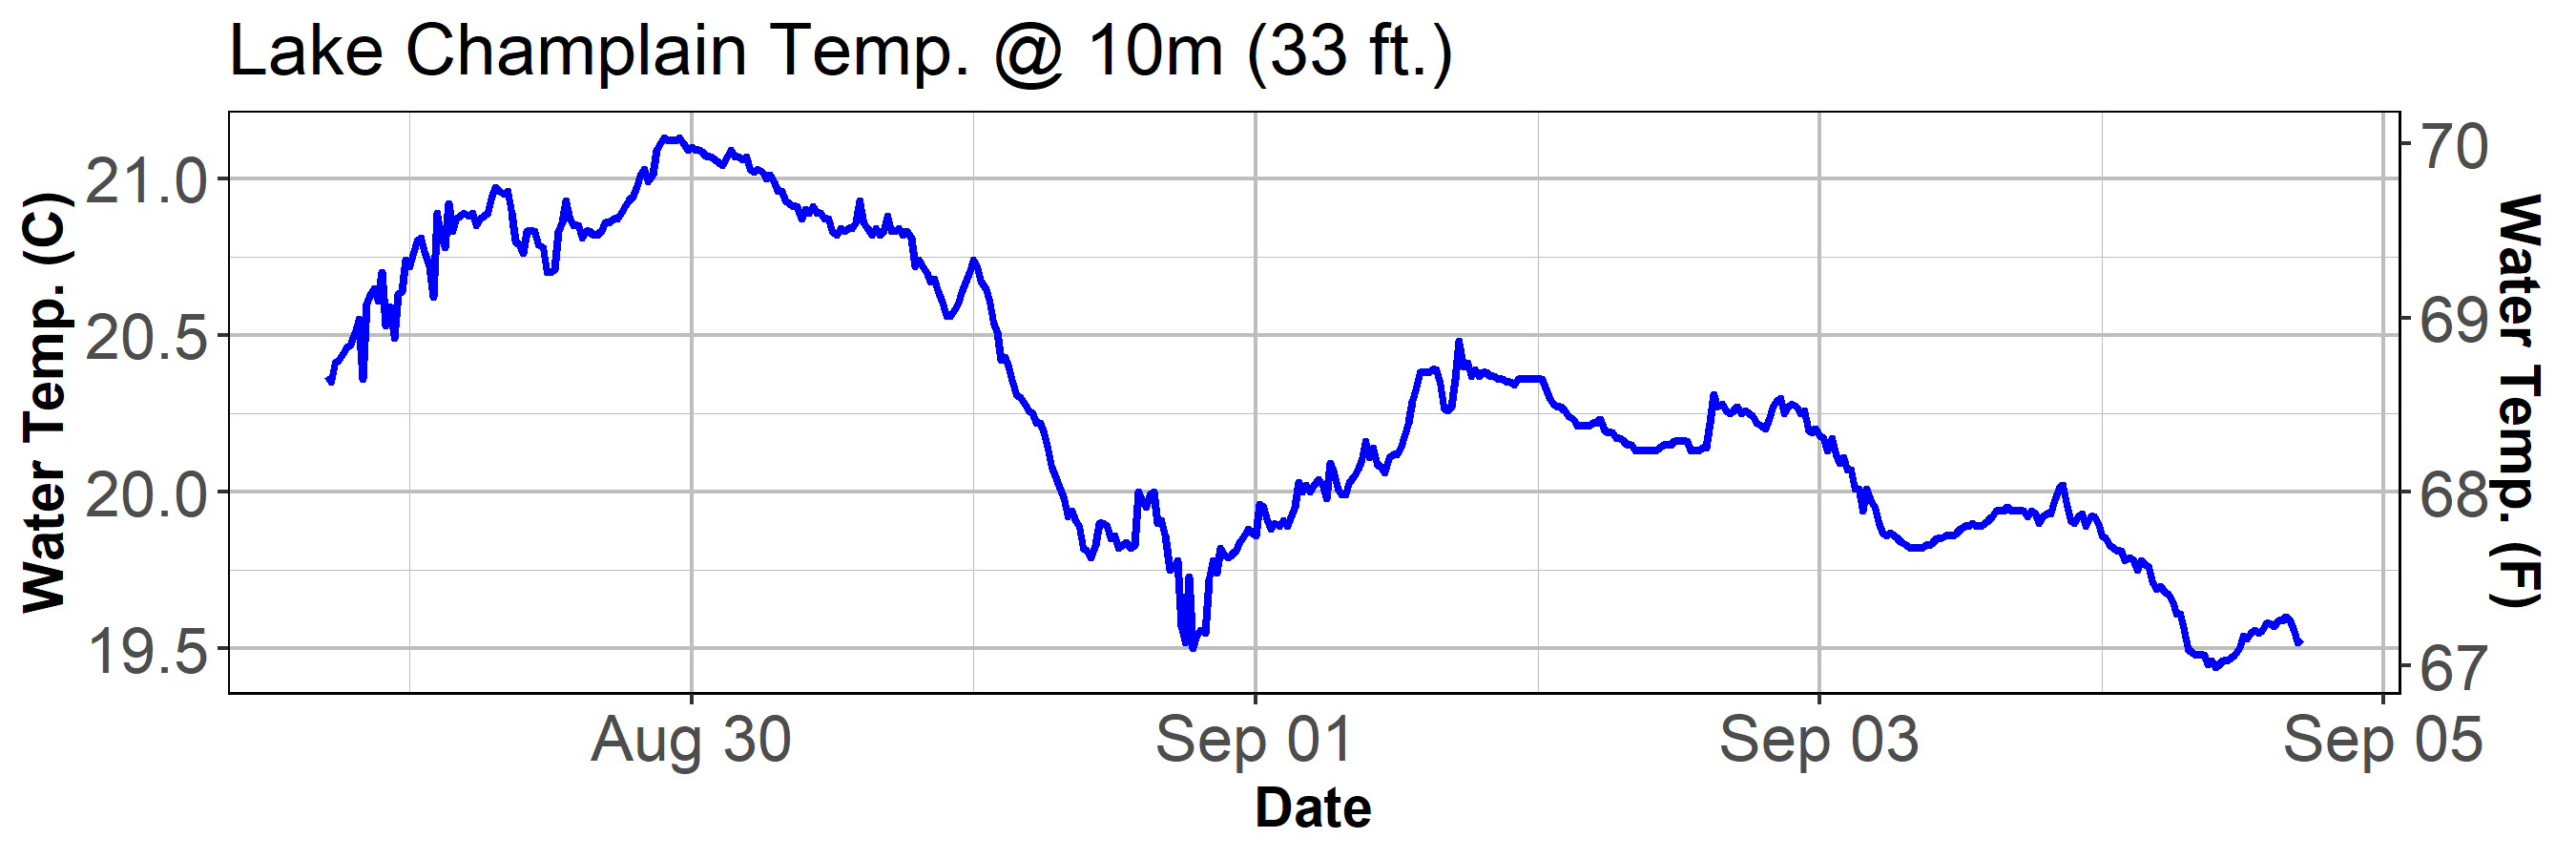 Lake Champlain Temp. @ 10m (33 ft.)
Water Temp. (C)
21.0
20.5
20.0
19.5
70
69
68
67
Water Temp. (F)
Aug 30
Sep 01
Sep 03
Sep 05
Date